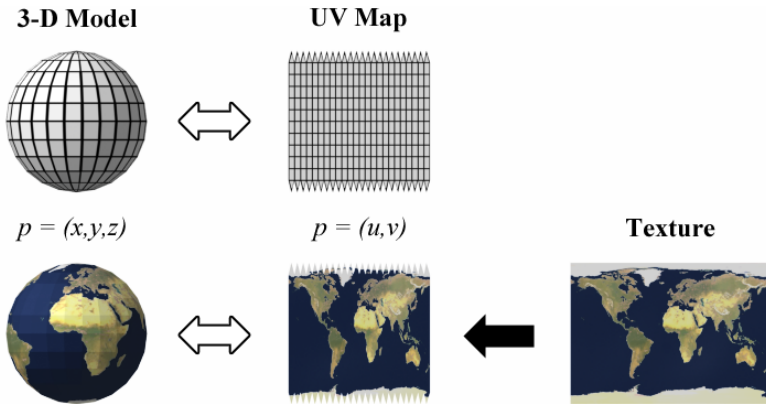 3-D Model
UV Map
p = (x,y,z)
p = (u,v)
Texture